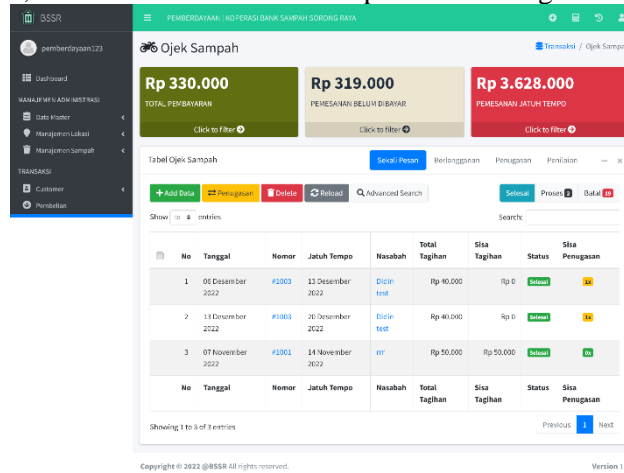 BSSR
PEMBERDAYAAN | KOPERASI BANK SAMPAH SORONG RAYA
pemberdayaan123
Dashboard
MANAJEMEN ADMINISTRASI
Data Master
Manajemen Lokasi
Manajemen Sampah
TRANSAKSI
Customer
Pembelian
Ojek Sampah
Transaksi / Ojek Sampa
Rp 330.000
TOTAL PEMBAYARAN
Click to filter
Rp 319.000
PEMESANAN BELUM DIBAYAR
Click to filter
Rp 3.628.000
PEMESANAN JATUH TEMPO
Click to filter
Tabel Ojek Sampah
Sekali Pesan Berlangganan Penugasan Penilaian
+Add Data Penugasan Delete Reload Advanced Search
Selesai Proses 2 Batal 19
Show 10 entries
Search:
No Tanggal Nomor Jatuh Tempo Nasabah Total Tagihan Sisa Tagihan Status Sisa Penugasan
1 06 Desember 2022 #1003 13 Desember 2022 Didin test Rp 40.000 Rp 0 Selesai 1x
2 13 Desember 2022 #1003 20 Desember 2022 Didin test Rp 40.000 Rp 0 Selesai 1x
3 07 November 2022 #1001 14 November 2022 rrr Rp 50.000 Rp 50.000 Selesai 0x
No Tanggal Nomor Jatuh Tempo Nasabah Total Tagihan Sisa Tagihan Status Sisa Penugasan
Showing 1 to 3 of 3 entries
Previous 1 Next
Copyright © 2022 @BSSR All rights reserved.
Version 1